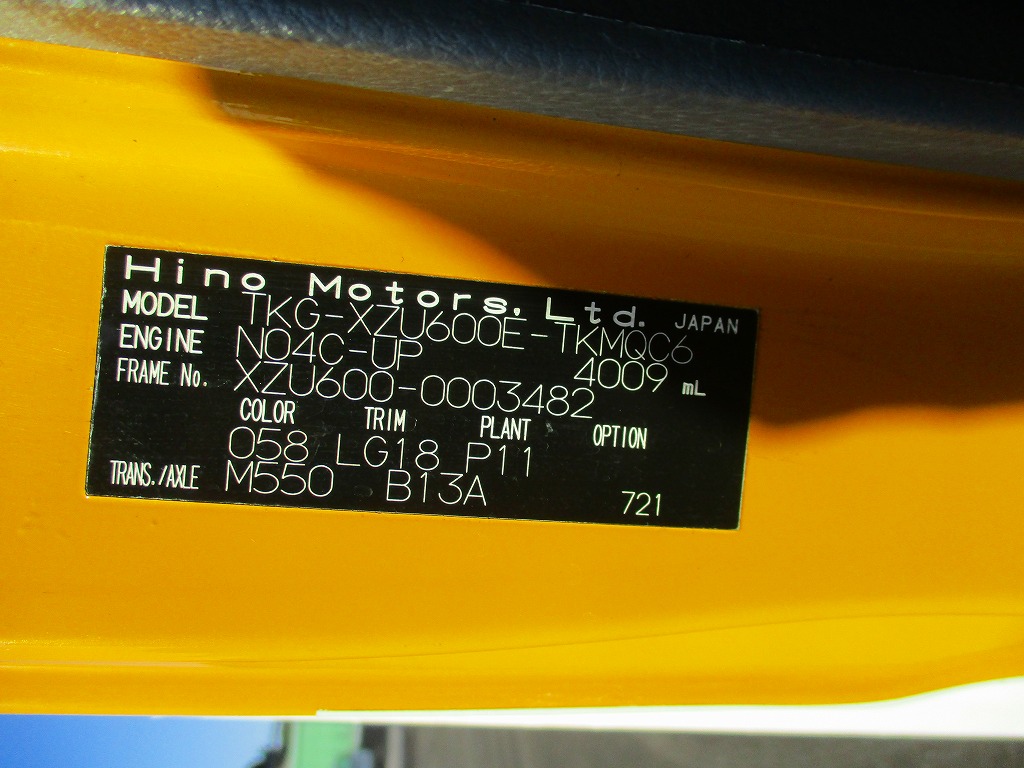 Hino Motors, Ltd. JAPAN
MODEL TKG-XZU600E-TKMQC6
ENGINE N04C-UP 4009 mL
FRAME No. XZU600-0003482
COLOR TRIM PLANT OPTION
058 LG18 P11
TRANS./AXLE M550 B13A 721